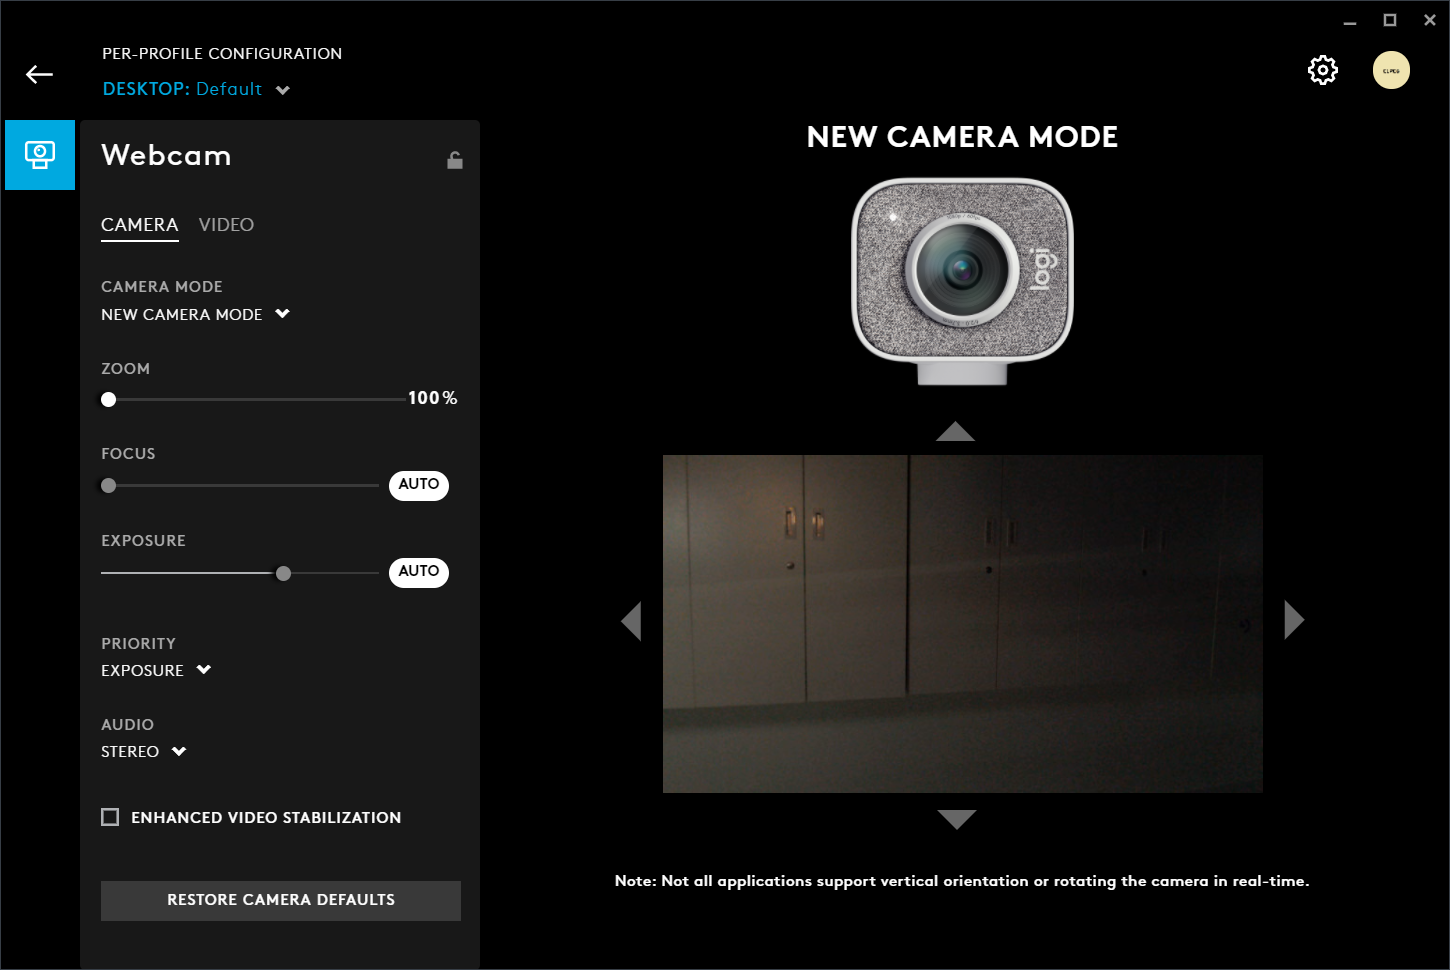 PER-PROFILE CONFIGURATION
DESKTOP: Default
Webcam
CAMERA VIDEO
CAMERA MODE
NEW CAMERA MODE
ZOOM
100%
FOCUS
AUTO
EXPOSURE
AUTO
PRIORITY
EXPOSURE
AUDIO
STEREO
ENHANCED VIDEO STABILIZATION
RESTORE CAMERA DEFAULTS
NEW CAMERA MODE
logi
Note: Not all applications support vertical orientation or rotating the camera in real-time.